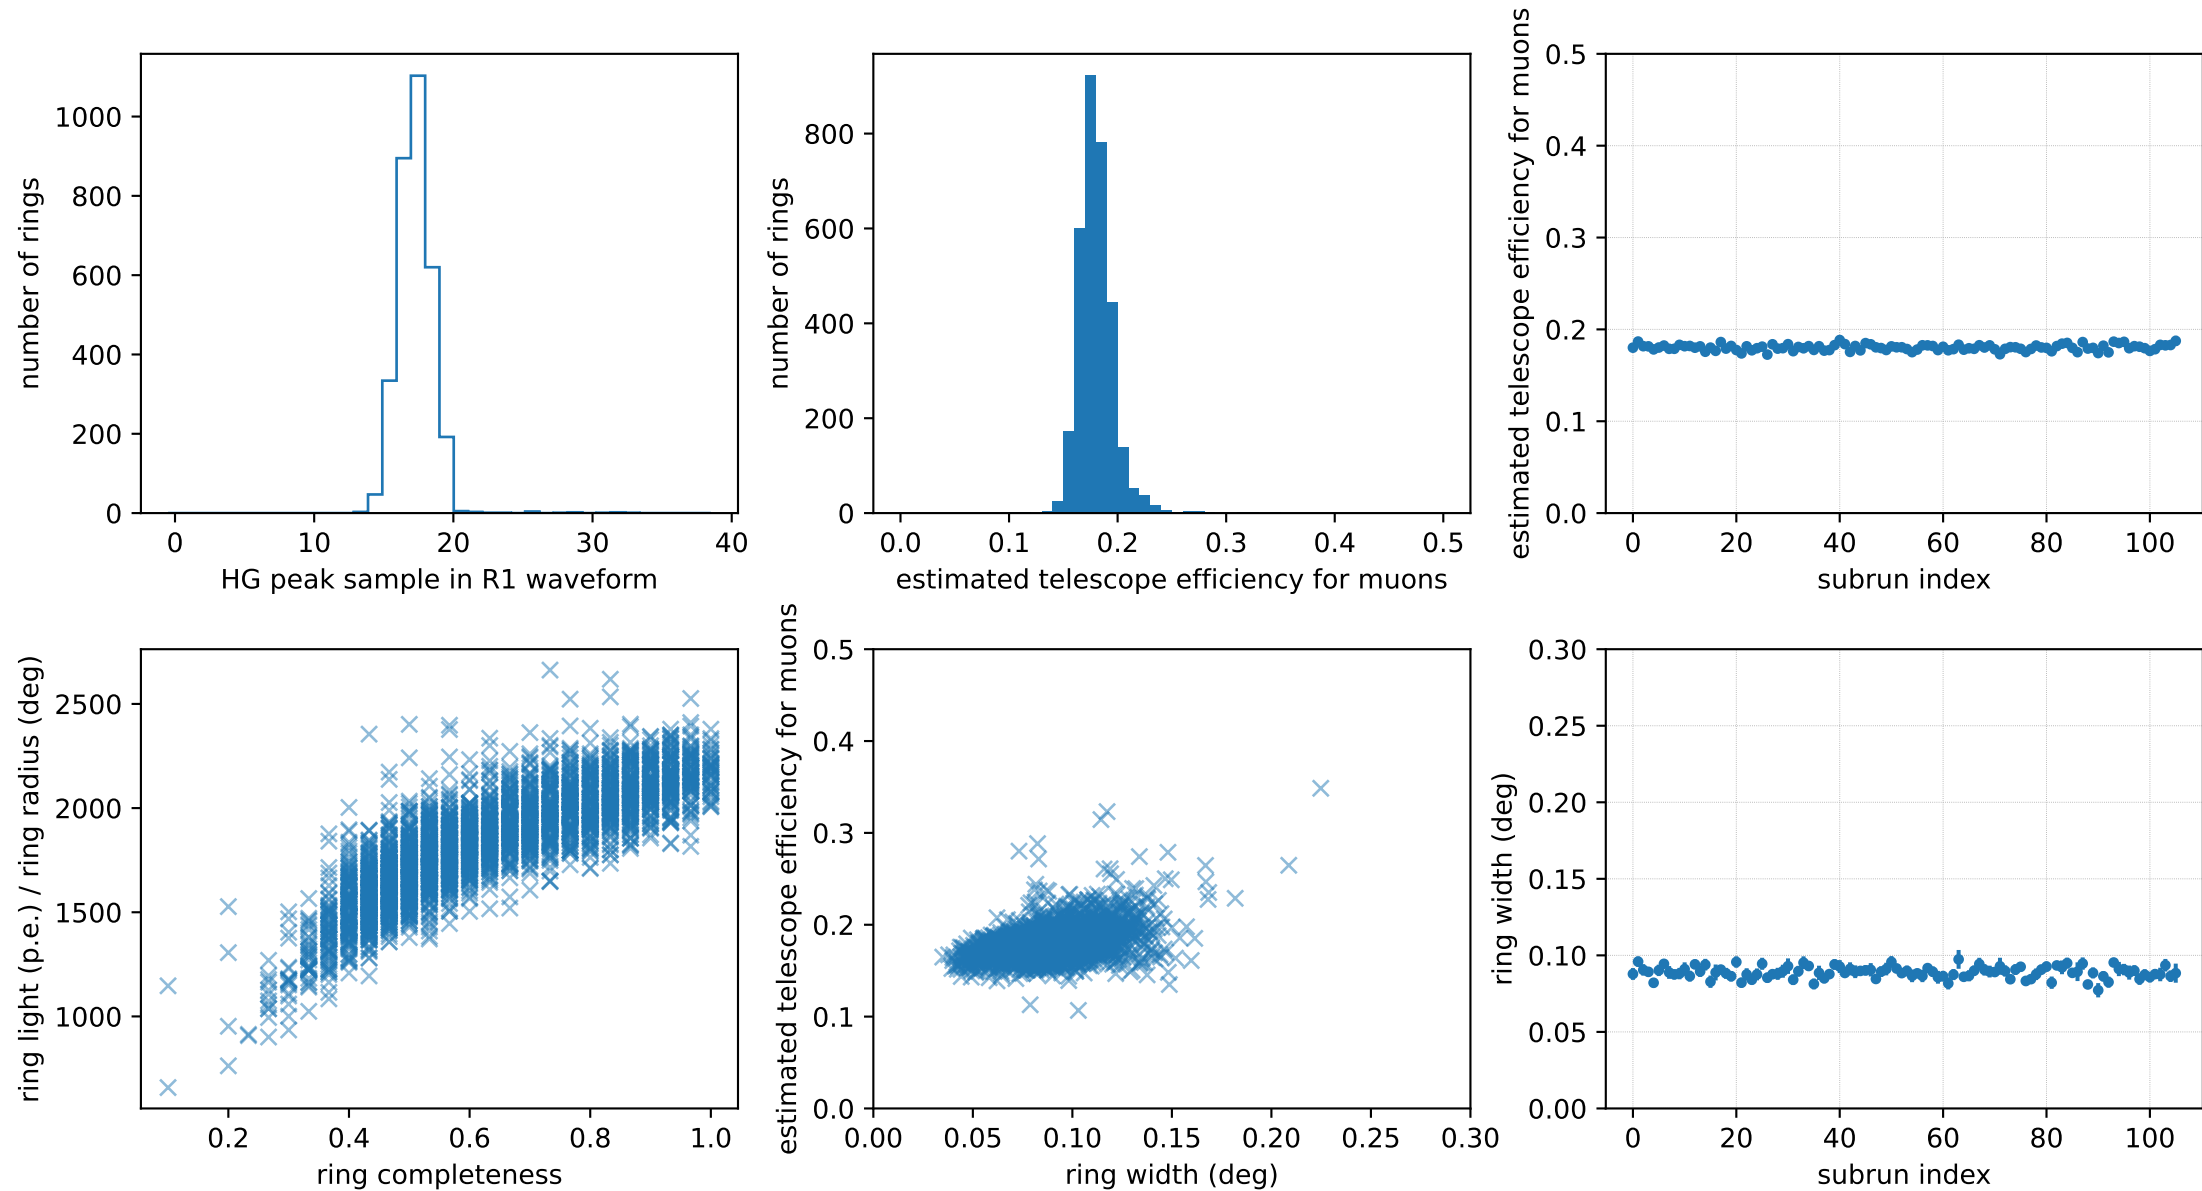 number of rings
1000
800
600
400
200
0
0 10 20 30 40
HG peak sample in R1 waveform
number of rings
800
600
400
200
0
0.0 0.1 0.2 0.3 0.4 0.5
estimated telescope efficiency for muons
estimated telescope efficiency for muons
0.5
0.4
0.3
0.2
0.1
0.0
0 20 40 60 80 100
subrun index
ring light (p.e.) / ring radius (deg)
2500
2000
1500
1000
0.2 0.4 0.6 0.8 1.0
ring completeness
estimated telescope efficiency for muons
0.5
0.4
0.3
0.2
0.1
0.0
0.00 0.05 0.10 0.15 0.20 0.25 0.30
ring width (deg)
ring width (deg)
0.30
0.25
0.20
0.15
0.10
0.05
0.00
0 20 40 60 80 100
subrun index